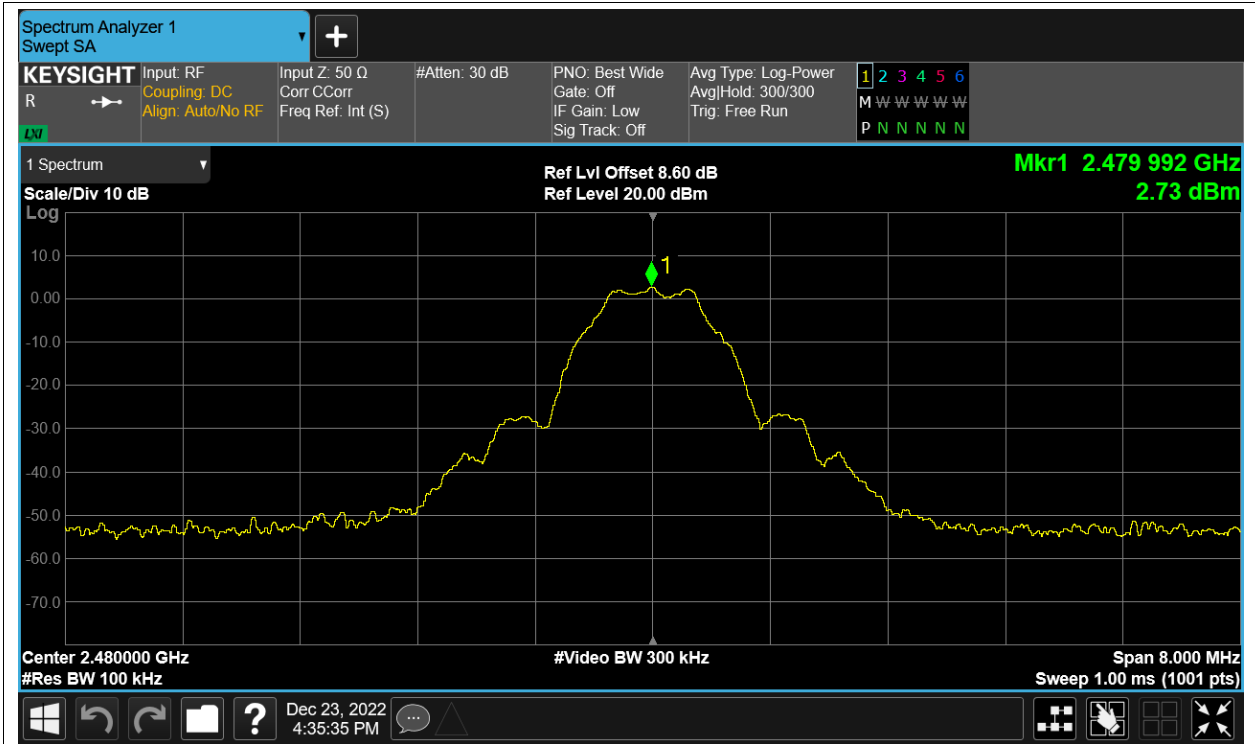 Spectrum Analyzer 1
Swept SA
KEYSIGHT
R
LXI
Input: RF
Coupling: DC
Align: Auto/No RF
Input Z: 50 Ω
Corr CCorr
Freq Ref: Int (S)
#Atten: 30 dB
PNO: Best Wide
Gate: Off
IF Gain: Low
Sig Track: Off
Avg Type: Log-Power
Avg|Hold: 300/300
Trig: Free Run
1 2 3 4 5 6
M W W W W W
P N N N N N
1 Spectrum
Scale/Div 10 dB
Log
Ref Lvl Offset 8.60 dB
Ref Level 20.00 dBm
Mkr1 2.479 992 GHz
2.73 dBm
1
10.0
0.00
-10.0
-20.0
-30.0
-40.0
-50.0
-60.0
-70.0
Center 2.480000 GHz
#Res BW 100 kHz
#Video BW 300 kHz
Span 8.000 MHz
Sweep 1.00 ms (1001 pts)
?
Dec 23, 2022
4:35:35 PM